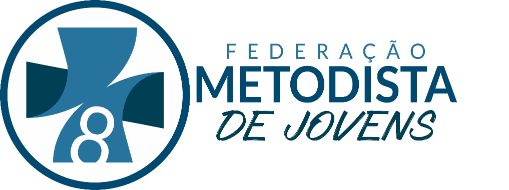 8
FEDERAÇÃO
METODISTA
DE JOVENS